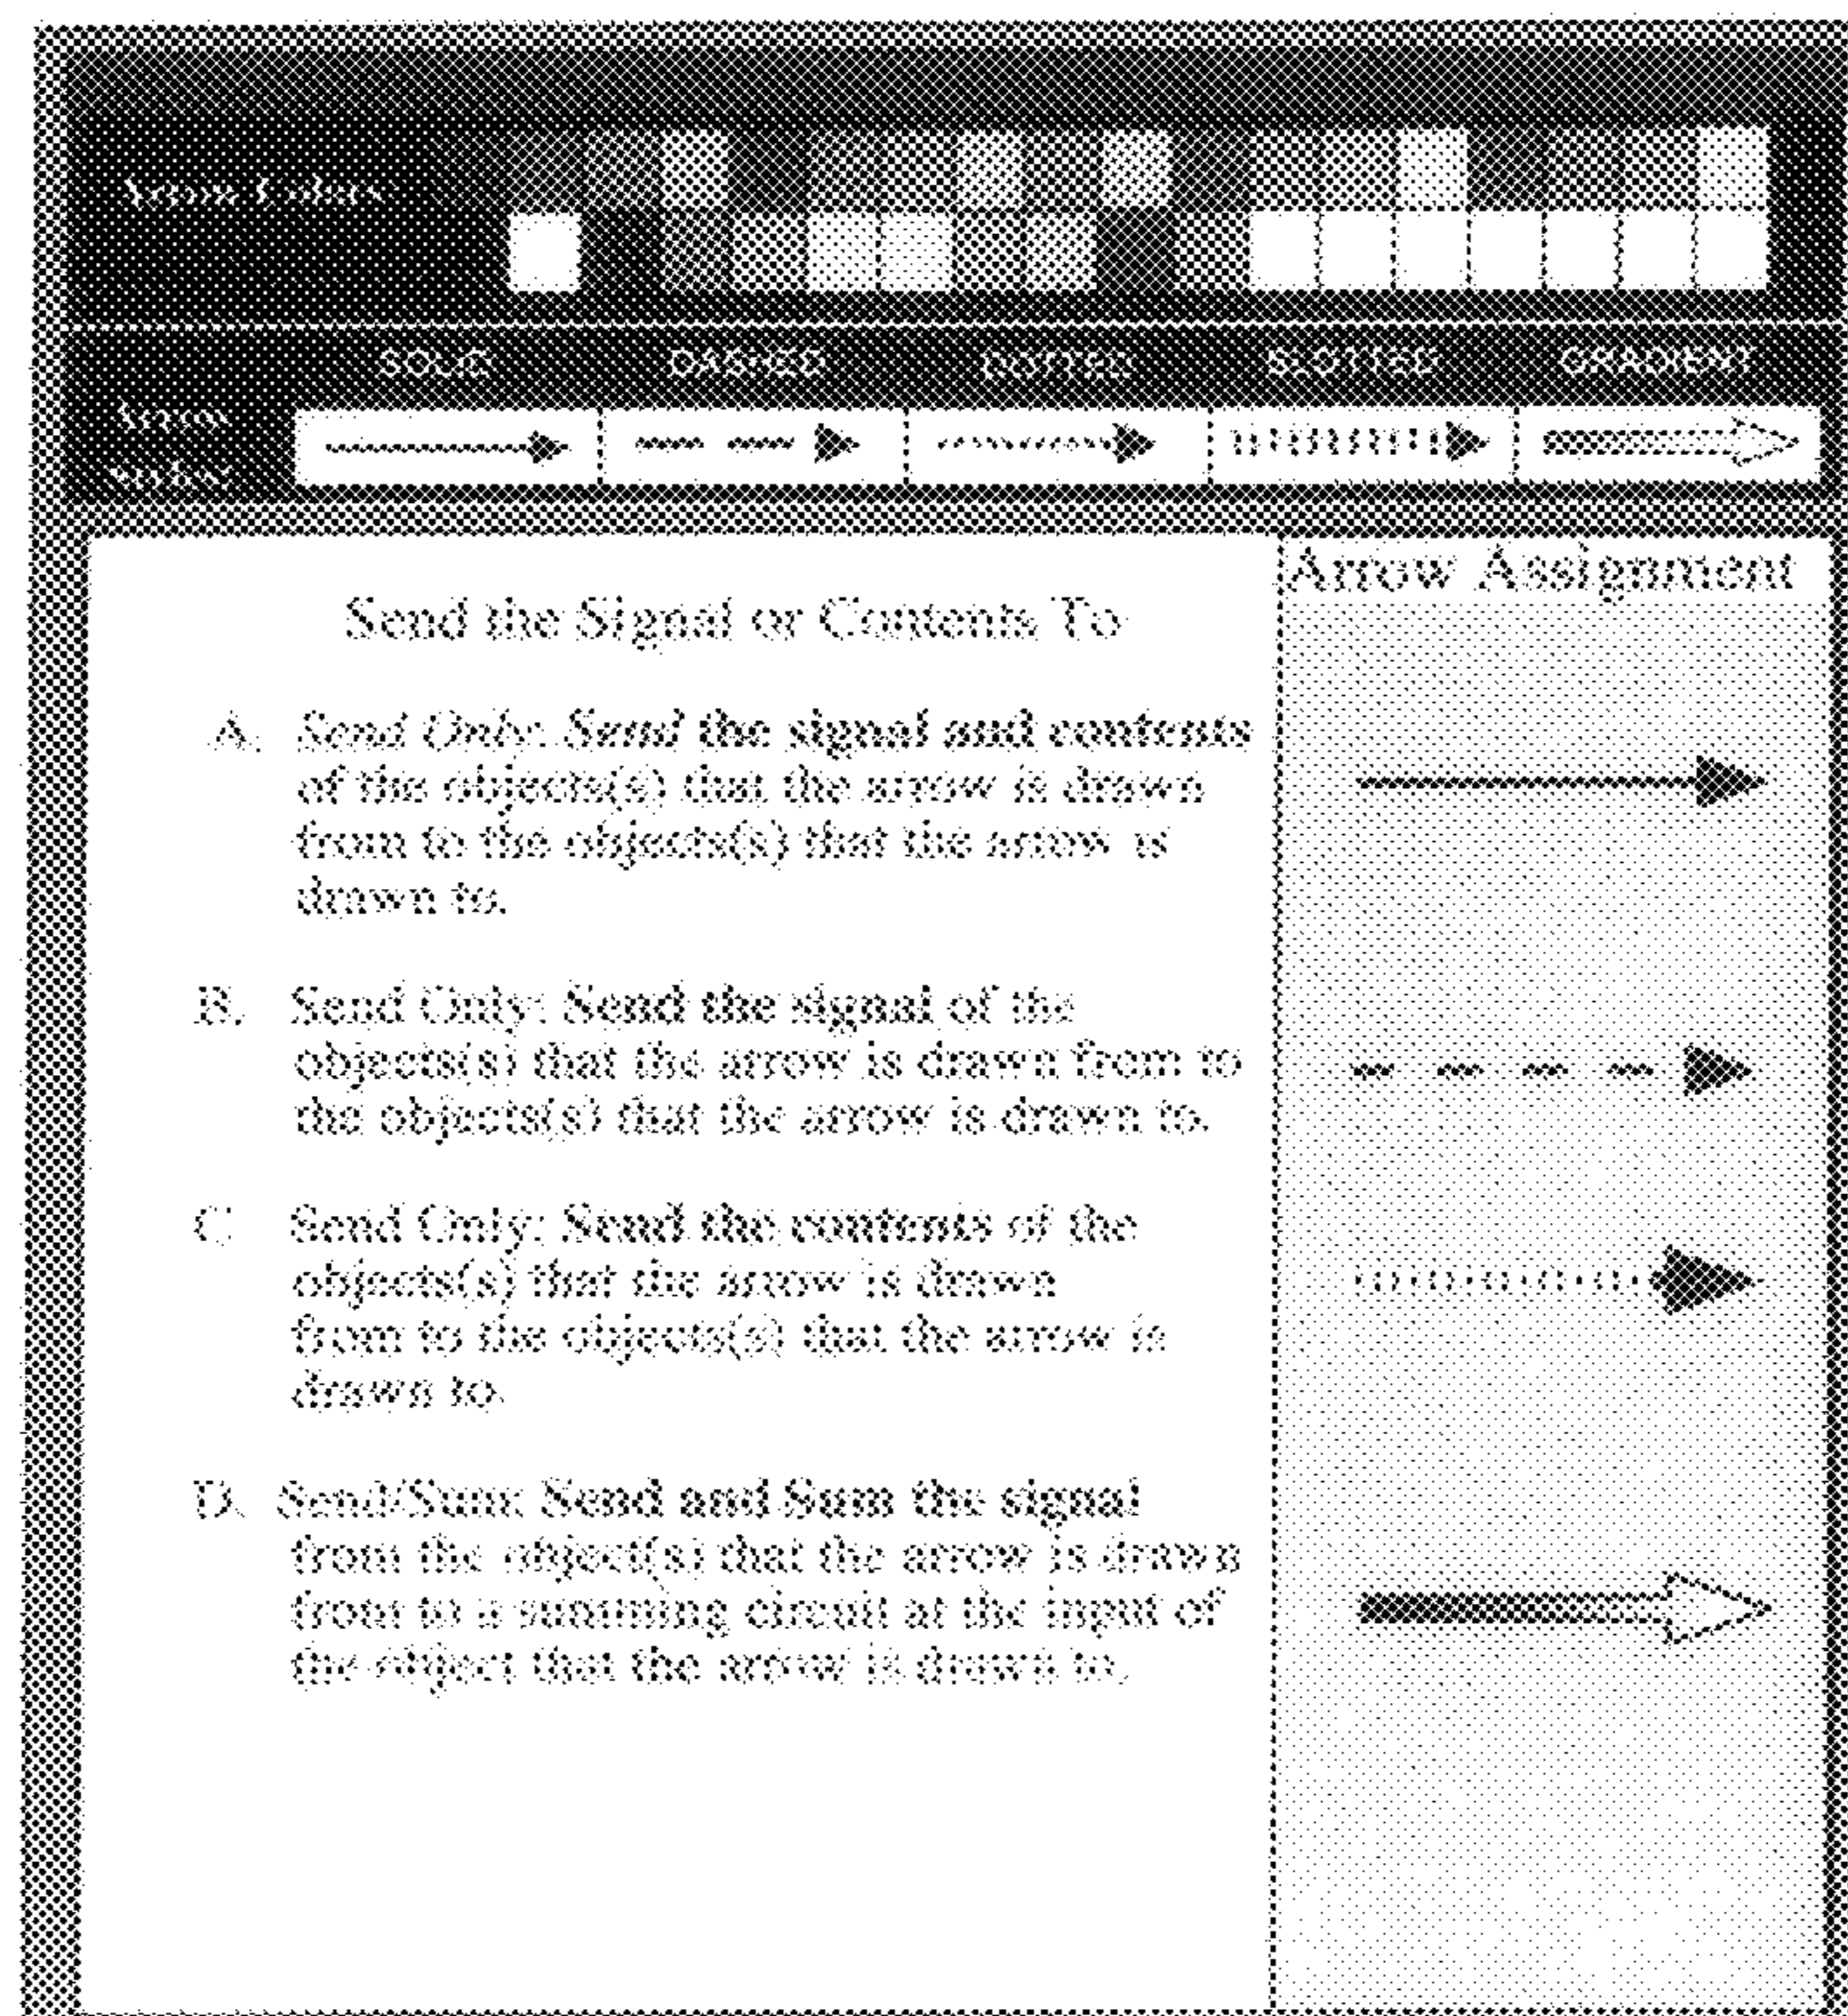 Arrow Colors
SOLID DASHED DOTTED SLOTTED GRADIENT
Arrow
styles
Arrow Assignment
Send the Signal or Contents To
A. Send Only: Send the signal and contents
of the objects(s) that the arrow is drawn
from to the objects(s) that the arrow is
drawn to.
B. Send Only: Send the signal of the
objects(s) that the arrow is drawn from to
the objects(s) that the arrow is drawn to.
C Send Only: Send the contents of the
objects(s) that the arrow is drawn
from to the objects(s) that the arrow is
drawn to.
D. Send/Sum: Send and Sum the signal
from the object(s) that the arrow is drawn
from to a summing circuit at the input of
the object that the arrow is drawn to.